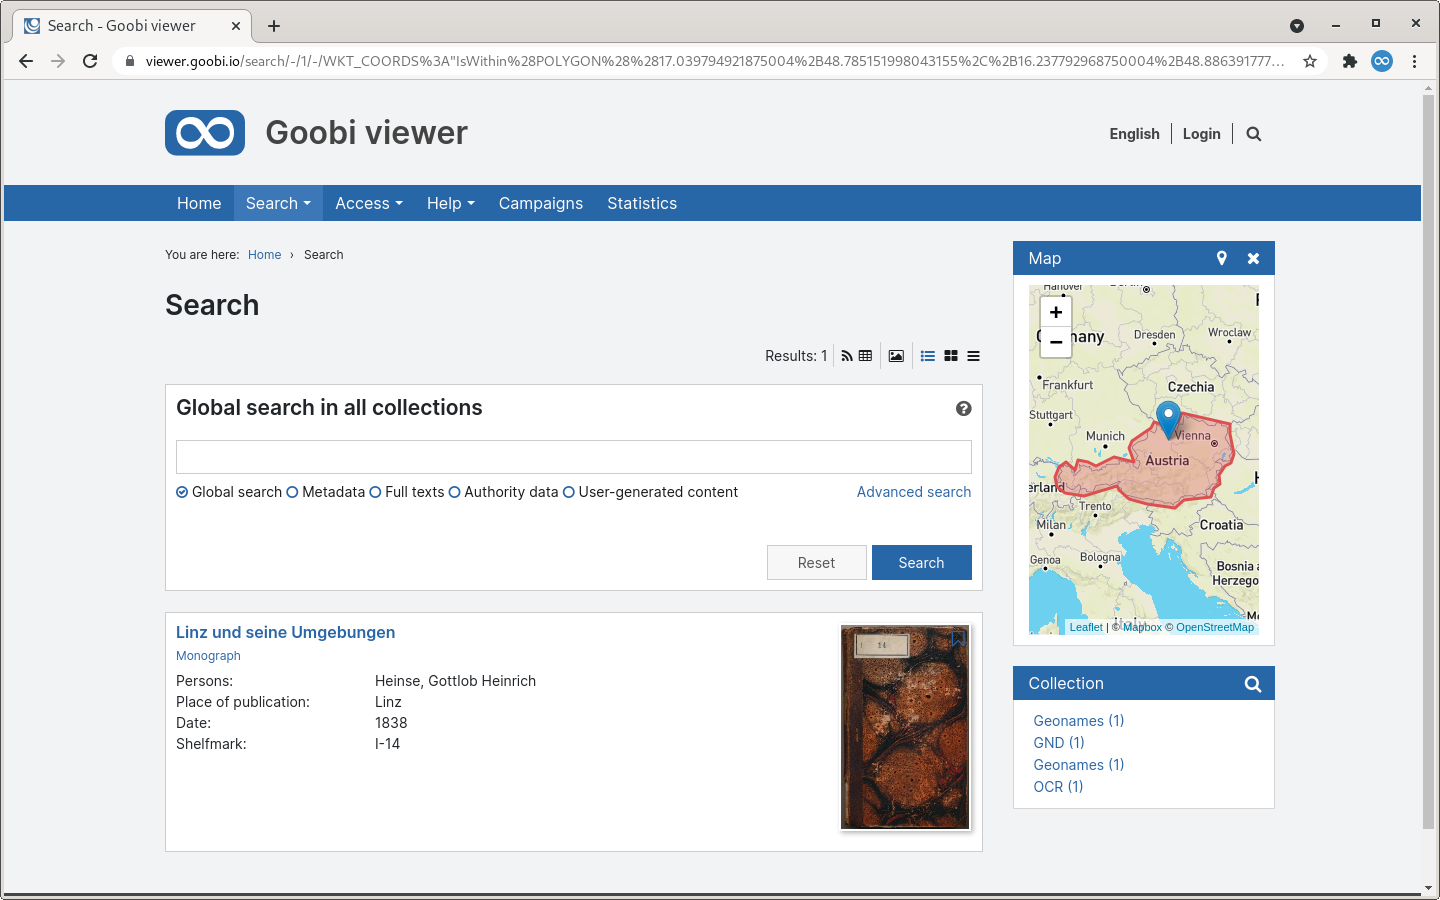 Search - Goobi viewer
viewer.goobi.io/search/-/1/-/WKT_COORDS%3A"IsWithin%28POLYGON%28%2817.039794921875004%2B48.785151998043155%2C%2B16.237792968750004%2B48.886391777...
Goobi viewer
English
Login
Home
Search
Access
Help
Campaigns
Statistics
You are here: Home › Search
Search
Results: 1
Global search in all collections
Global search Metadata Full texts Authority data User-generated content
Advanced search
Reset
Search
Linz und seine Umgebungen
Monograph
Persons: Heinse, Gottlob Heinrich
Place of publication: Linz
Date: 1838
Shelfmark: I-14
14
Map
+
−
Hanover
Dresden
Wroclaw
Frankfurt
Czechia
Stuttgart
Munich
Vienna
Austria
erland
Trento
Milan
Croatia
Genoa
Bologna
Bosnia a
Herzego
Leaflet | © Mapbox © OpenStreetMap
Collection
Geonames (1)
GND (1)
Geonames (1)
OCR (1)